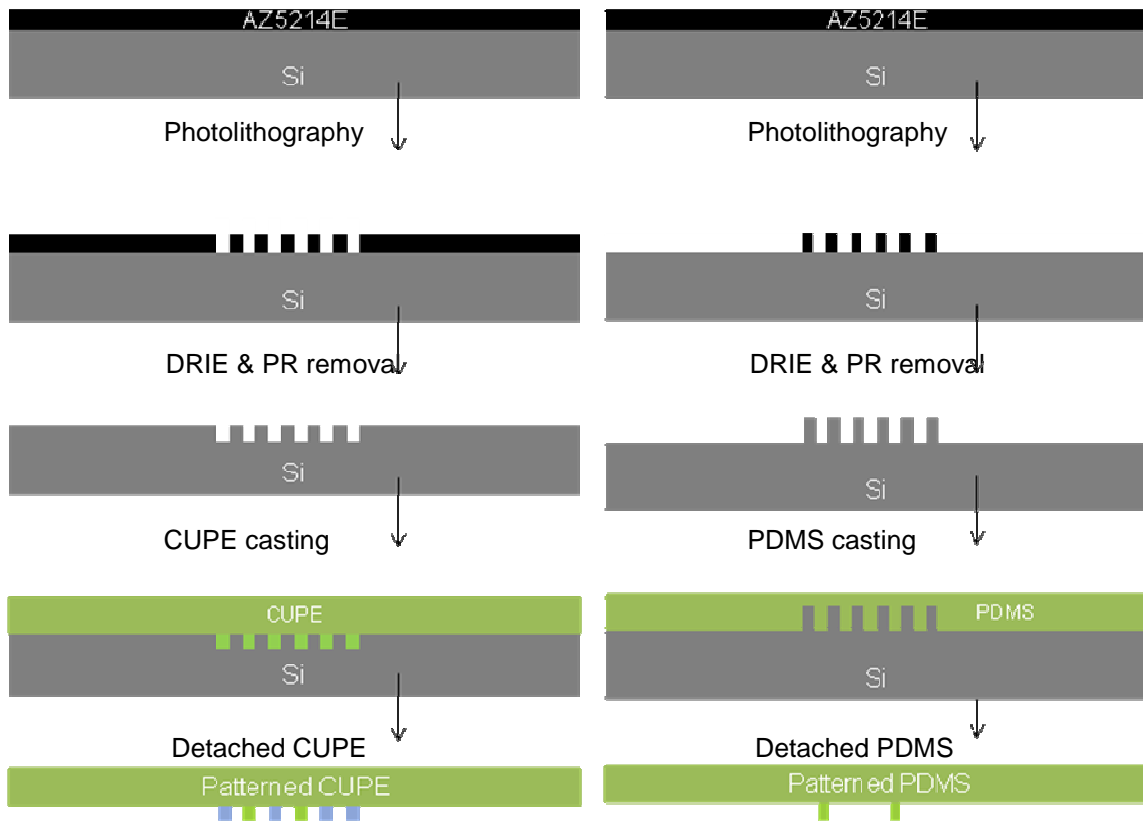 AZ5214E
Si
Photolithography
Si
DRIE & PR removal
Si
CUPE casting
CUPE
Si
Detached CUPE
Patterned CUPE
AZ5214E
Si
Photolithography
Si
DRIE & PR removal
Si
PDMS casting
PDMS
Si
Detached PDMS
Patterned PDMS